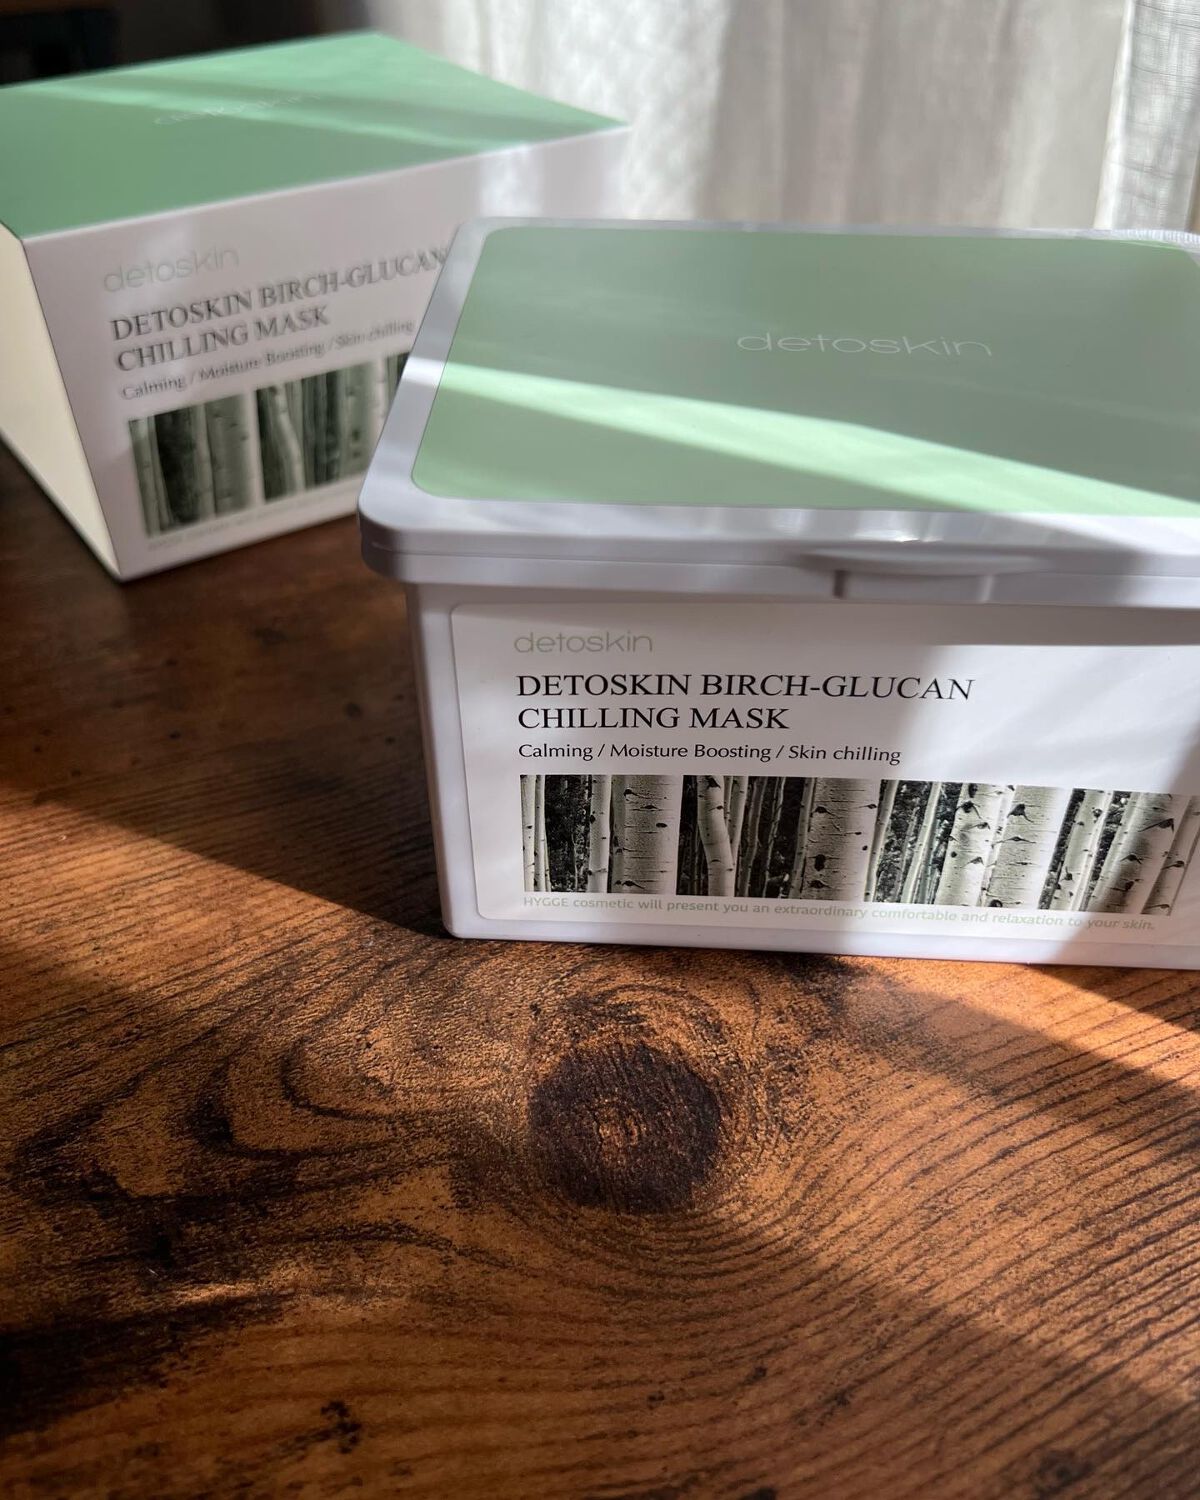 detoskin
detoskin
DETOSKIN BIRCH-GLUCAN
CHILLING MASK
Calming / Moisture Boosting / Skin chilling
detoskin
detoskin
DETOSKIN BIRCH-GLUCAN
CHILLING MASK
Calming / Moisture Boosting / Skin chilling
HYGGE cosmetic will present you an extraordinary comfortable and relaxation to your skin.